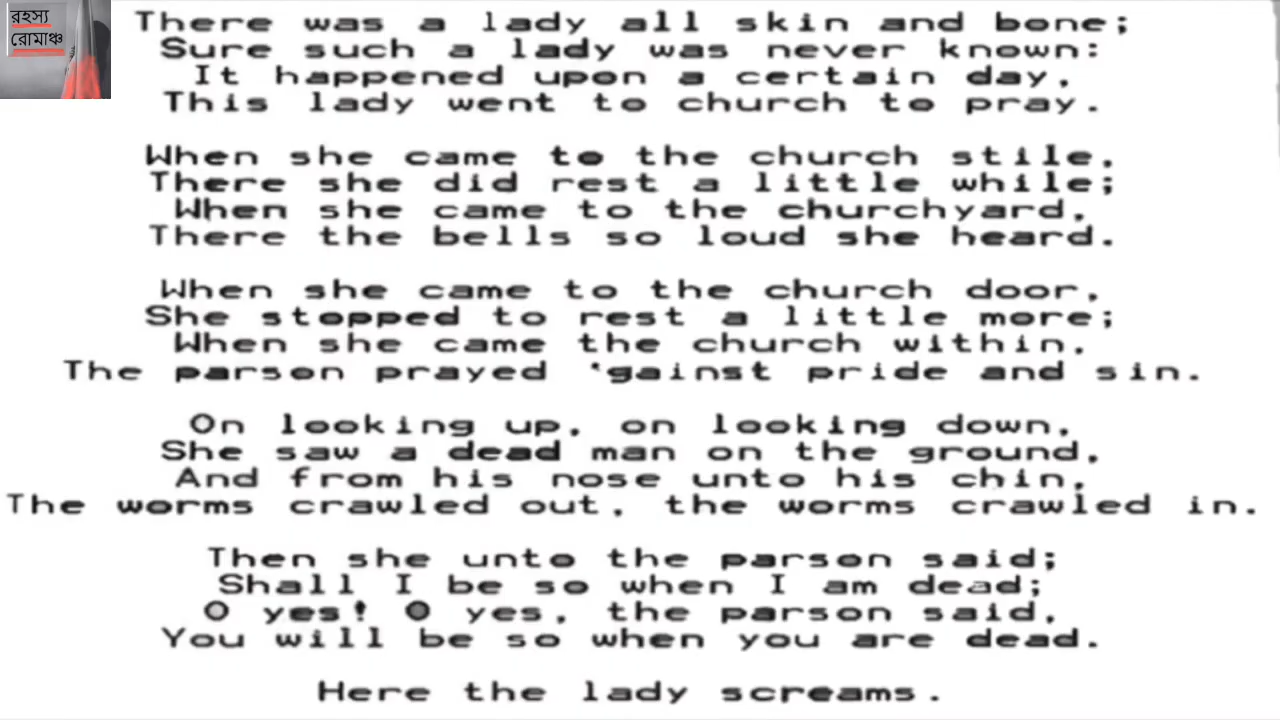 রহস্য
রোমাঞ্চ
There was a lady all skin and bone;
Sure such a lady was never known:
It happened upon a certain day,
This lady went to church to pray.
When she came to the church stile,
There she did rest a little while;
When she came to the churchyard,
There the bells so loud she heard.
When she came to the church door,
She stopped to rest a little more;
When she came the church within,
The parson prayed 'gainst pride and sin.
On looking up, on looking down,
She saw a dead man on the ground,
And from his nose unto his chin,
The worms crawled out, the worms crawled in.
Then she unto the parson said;
Shall I be so when I am dead;
O yes! O yes, the parson said,
You will be so when you are dead.
Here the lady screams.